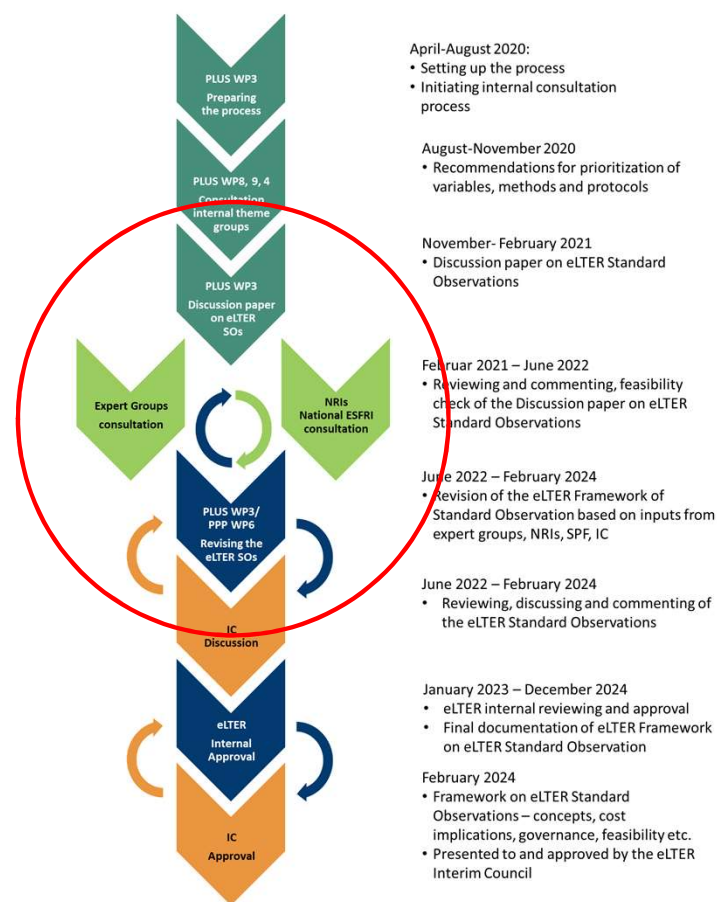 PLUS WP3
Preparing
the process
April-August 2020:
• Setting up the process
• Initiating internal consultation
process
PLUS WP8, 9, 4
Consultation
internal theme
groups
August-November 2020
• Recommendations for prioritization of
variables, methods and protocols
PLUS WP3
Discussion paper
on eLTER
SOs
November- February 2021
• Discussion paper on eLTER Standard
Observations
Expert Groups
consultation
NRIs
National ESFRI
consultation
Februar 2021 – June 2022
• Reviewing and commenting, feasibility
check of the Discussion paper on eLTER
Standard Observations
PLUS WP3/
PPP WP6
Revising the
eLTER SOs
June 2022 – February 2024
• Revision of the eLTER Framework of
Standard Observation based on inputs from
expert groups, NRIs, SPF, IC
IC
Discussion
June 2022 – February 2024
• Reviewing, discussing and commenting of
the eLTER Standard Observations
eLTER
Internal
Approval
January 2023 – December 2024
• eLTER internal reviewing and approval
• Final documentation of eLTER Framework
on eLTER Standard Observation
IC
Approval
February 2024
• Framework on eLTER Standard
Observations – concepts, cost
implications, governance, feasibility etc.
• Presented to and approved by the eLTER
Interim Council